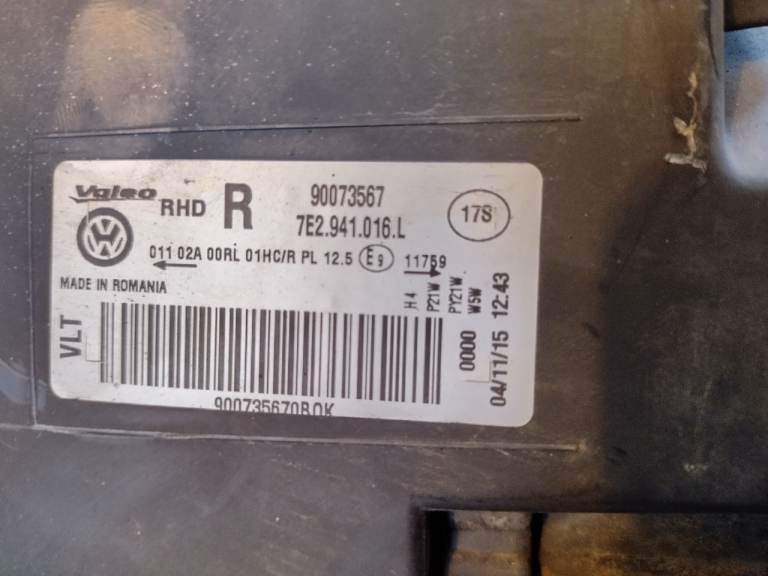 Valeo RHD R 90073567
7E2.941.016.L
17S
011 02A 00RL 01HC/R PL 12.5 E9 11759
MADE IN ROMANIA
H4
P21W
PY21W
W5W
VLT
0000
04/11/15 12:43
900735670BOK